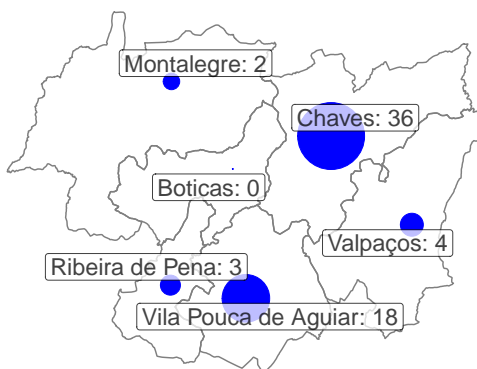 Montalegre: 2
Chaves: 36
Boticas: 0
Valpaços: 4
Ribeira de Pena: 3
Vila Pouca de Aguiar: 18